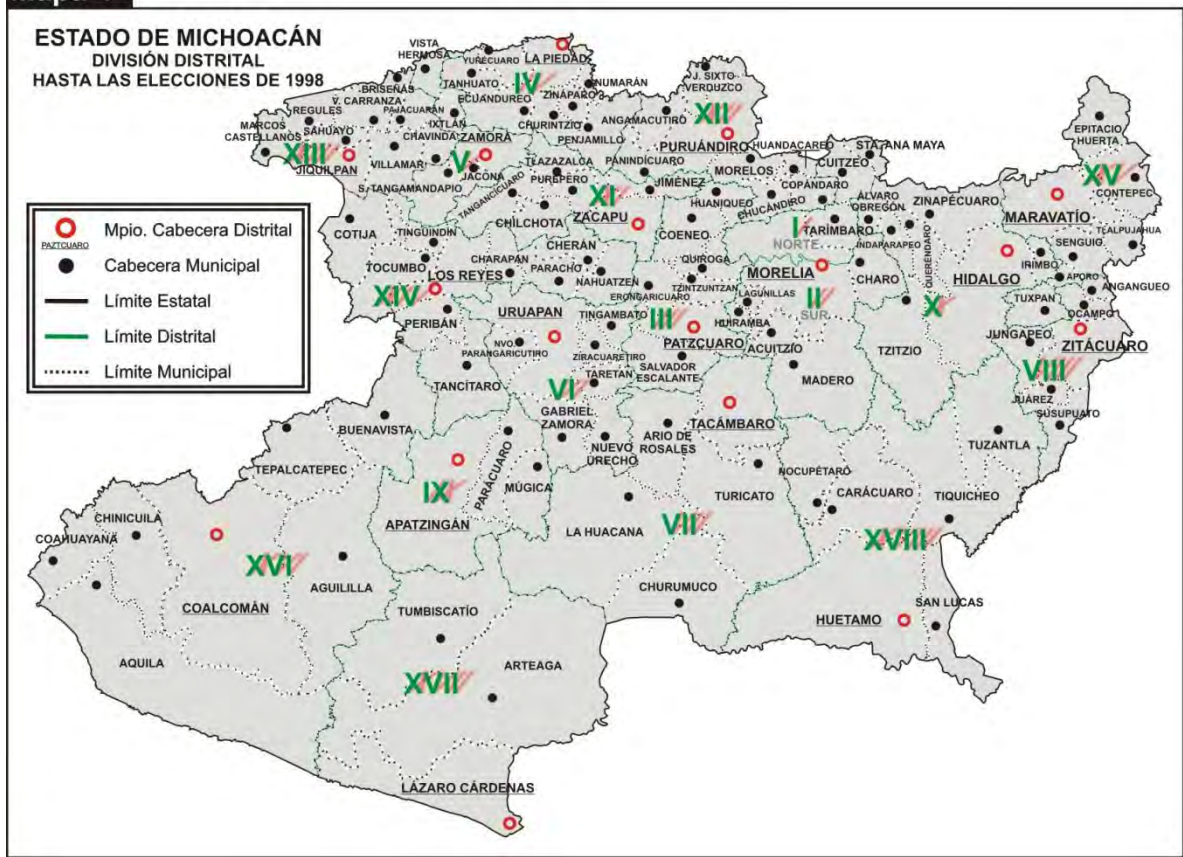 ESTADO DE MICHOACÁN
DIVISIÓN DISTRITAL
HASTA LAS ELECCIONES DE 1998
Mpio. Cabecera Distrital
PAZTCUARO
Cabecera Municipal
Límite Estatal
Límite Distrital
Límite Municipal
VISTA
HERMOSA
YURÉCUARO
LA PIEDAD
BRISEÑAS
TANHUATO
IV
NUMARÁN
J. SIXTO
VERDUZCO
V. CARRANZA
ECUANDUREO
ZINÁPARO
REGULES
PAJACUARÁN
IXTLÁN
CHURINTZIO
ANGAMACUTIRO
XII
MARCOS
CASTELLANOS
SAHUAYO
CHAVINDA
ZAMORA
PENJAMILLO
PURUÁNDIRO
HUANDACAREO
STA. ANA MAYA
EPITACIO
HUERTA
XIII
JIQUILPAN
VILLAMAR
V
JACONA
TLAZAZALCA
PANINDÍCUARO
MORELOS
CUITZEO
XV
CONTEPEC
S. TANGAMANDAPIO
TANGANCÍCUARO
PUREPERO
XI
JIMÉNEZ
COPÁNDARO
ÁLVARO
OBREGÓN
ZINAPÉCUARO
MARAVATÍO
CHILCHOTA
ZACAPU
HUANIQUEO
CHUCÁNDIRO
TLALPUJAHUA
COTIJA
TINGUINDÍN
COENEO
I
NORTE
TARÍMBARO
INDAPARAPEO
QUERENDARO
SENGUIO
TOCUMBO
CHARAPÁN
CHERÁN
QUIROGA
HIDALGO
IRIMBO
LOS REYES
PARACHO
NAHUATZEN
TZINTZUNTZAN
MORELIA
CHARO
APORO
ANGANGUEO
XIV
ERONGARICUARO
LAGUNILLAS
II
SUR
X
TUXPAN
OCAMPO
PERIBÁN
URUAPAN
TINGAMBATO
III
HUIRAMBA
JUNGAPEO
ZITÁCUARO
NVO.
PARANGARICUTIRO
ZIRACUARETIRO
PATZCUARO
ACUITZIO
TZITZIO
VIII
TANCÍTARO
TARETAN
SALVADOR
ESCALANTE
MADERO
JUÁREZ
VI
SUSUPUATO
GABRIEL
ZAMORA
TACÁMBARO
BUENAVISTA
NUEVO
URECHO
ARIO DE
ROSALES
TUZANTLA
TEPALCATEPEC
PARÁCUARO
MÚGICA
NOCUPÉTARO
IX
CARÁCUARO
TIQUICHEO
CHINICUILA
APATZINGÁN
LA HUACANA
TURICATO
COAHUAYANA
VII
XVIII
XVI
AGUILILLA
COALCOMÁN
TUMBISCATÍO
CHURUMUCO
HUETAMO
SAN LUCAS
AQUILA
ARTEAGA
XVII
LÁZARO CÁRDENAS